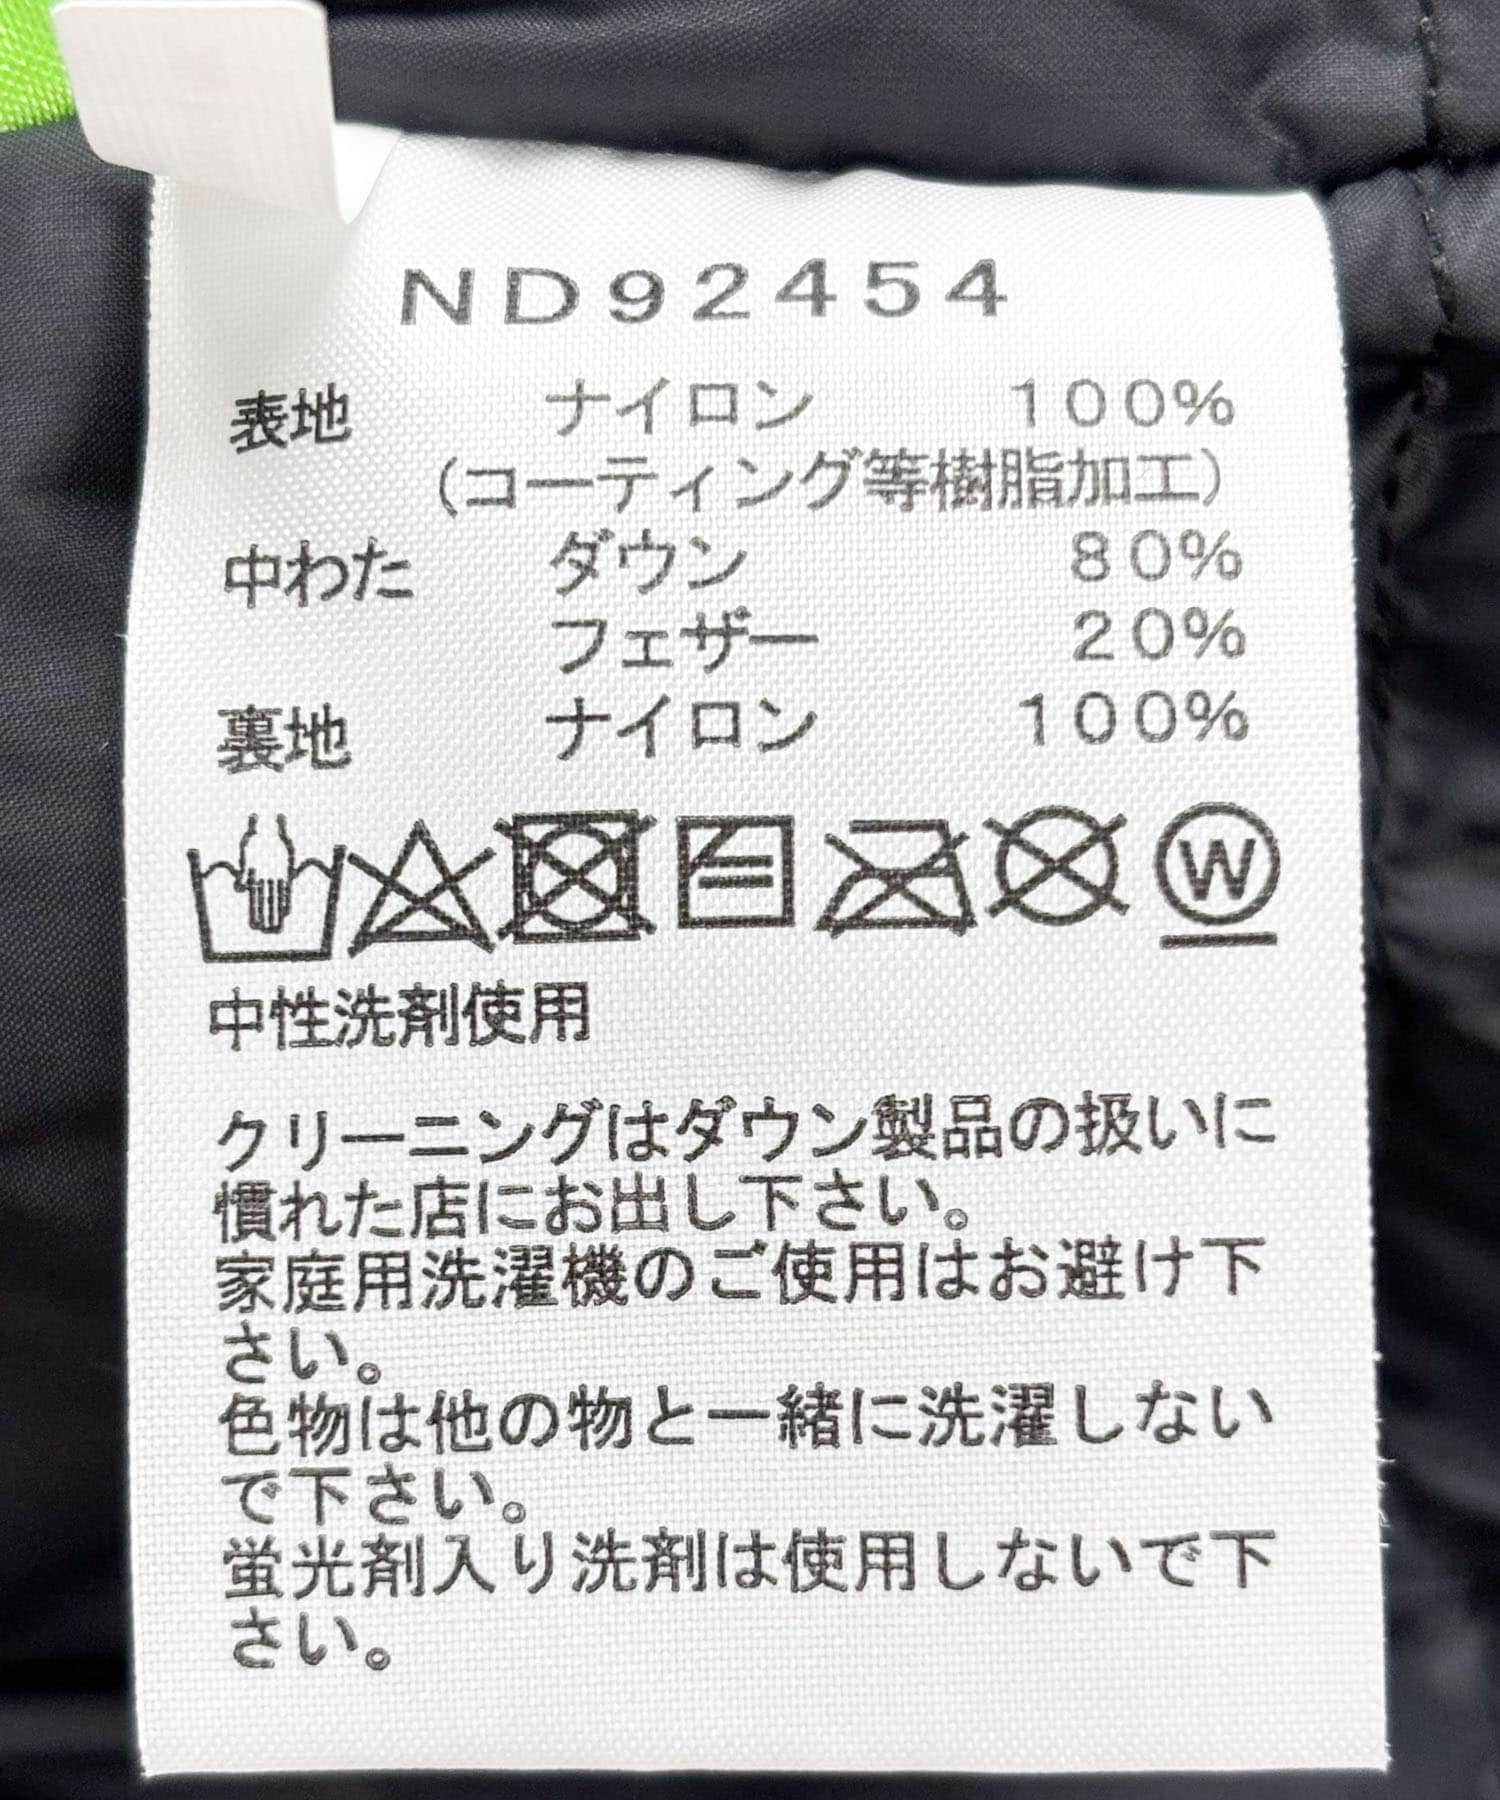 ND92454
表地 ナイロン 100%
(コーティング等樹脂加工)
中わた ダウン 80%
フェザー 20%
裏地 ナイロン 100%
W
中性洗剤使用
クリーニングはダウン製品の扱いに
慣れた店にお出し下さい。
家庭用洗濯機のご使用はお避け下
さい。
色物は他の物と一緒に洗濯しない
で下さい。
蛍光剤入り洗剤は使用しないで下
さい。